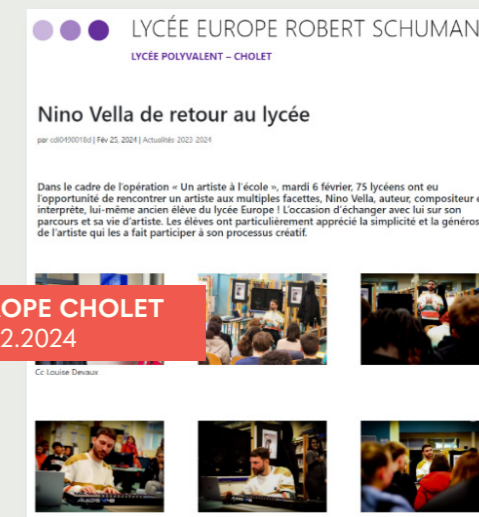 LYCÉE EUROPE ROBERT SCHUMAN
LYCÉE POLYVALENT – CHOLET
Nino Vella de retour au lycée
par cdi0490018d | Fév 25, 2024 | Actualités 2023-2024
Dans le cadre de l'opération « Un artiste à l'école », mardi 6 février, 75 lycéens ont eu
l'opportunité de rencontrer un artiste aux multiples facettes, Nino Vella, auteur, compositeur e
interprète, lui-même ancien élève du lycée Europe ! L'occasion d'échanger avec lui sur son
parcours et sa vie d'artiste. Les élèves ont particulièrement apprécié la simplicité et la généros
de l'artiste qui les a fait participer à son processus créatif.
OPE CHOLET
2.2024
Cc Louise Devaux